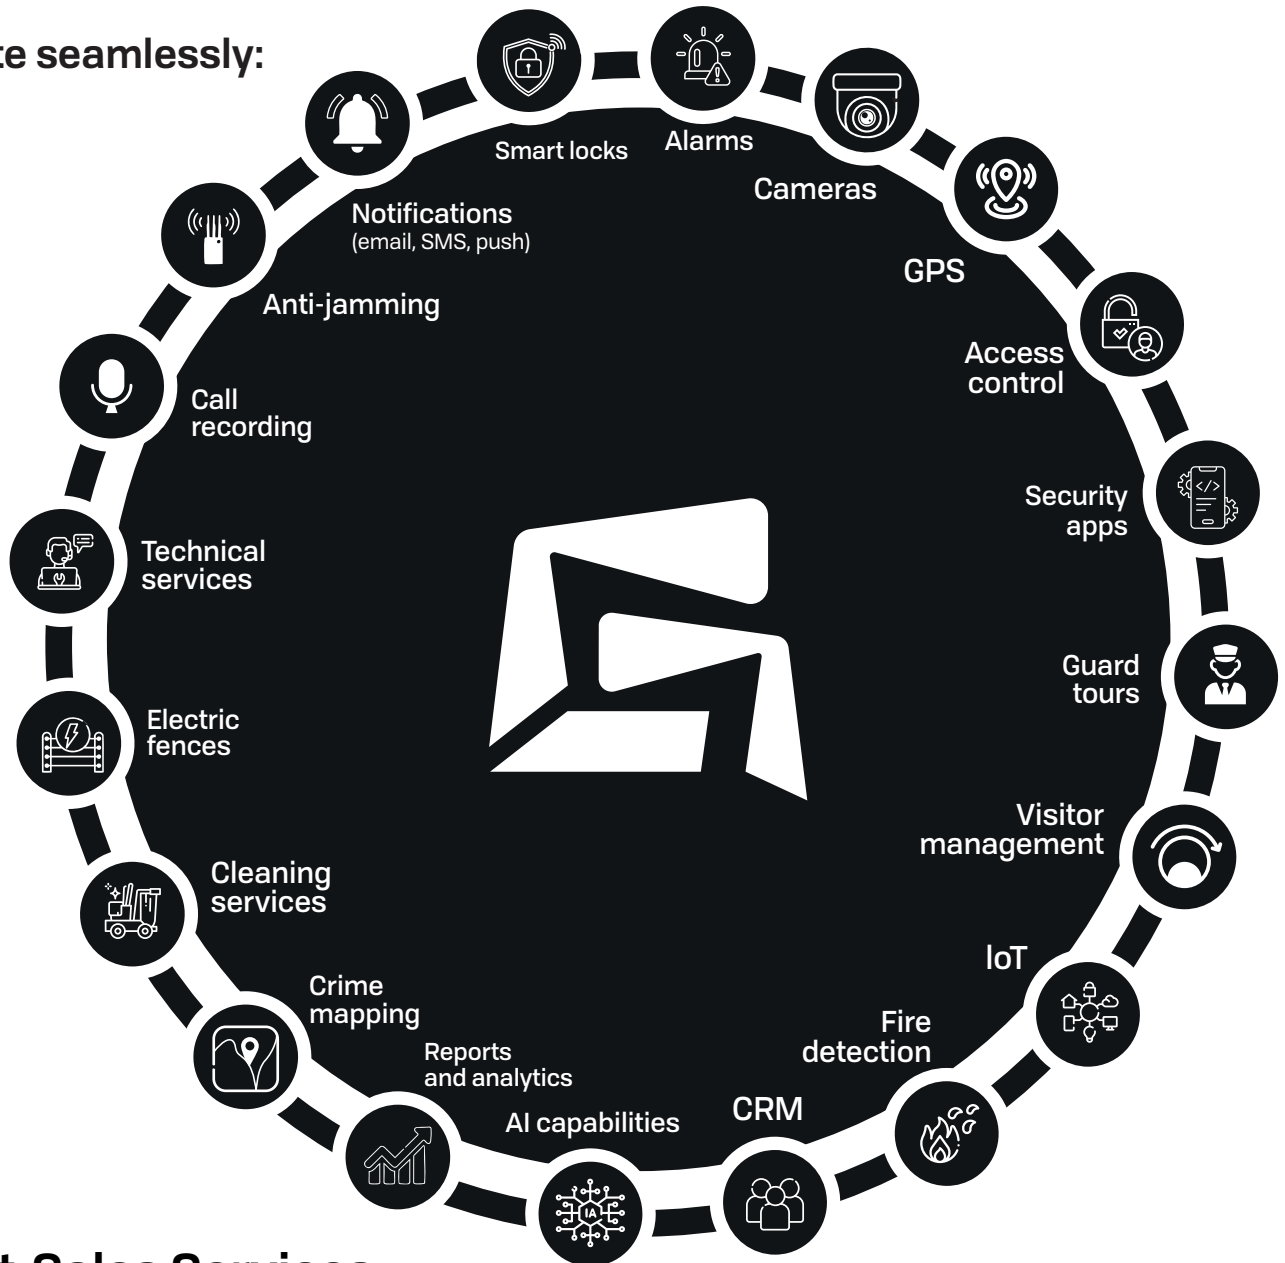 te seamlessly:
Smart locks
Alarms
Cameras
GPS
Access
control
Security
apps
Guard
tours
Visitor
management
IoT
Fire
detection
CRM
AI capabilities
IA
Reports
and analytics
Crime
mapping
Cleaning
services
Electric
fences
Technical
services
Call
recording
Anti-jamming
Notifications
(email, SMS, push)